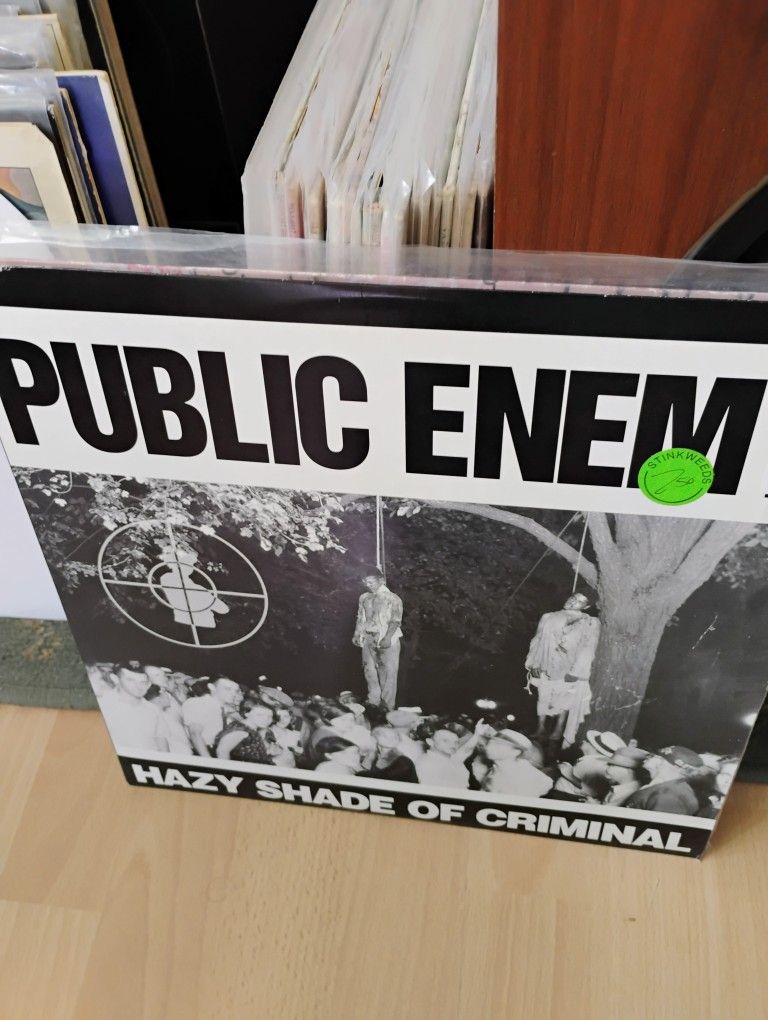 PUBLIC ENEM
STINKWEEDS
HAZY SHADE OF CRIMINAL